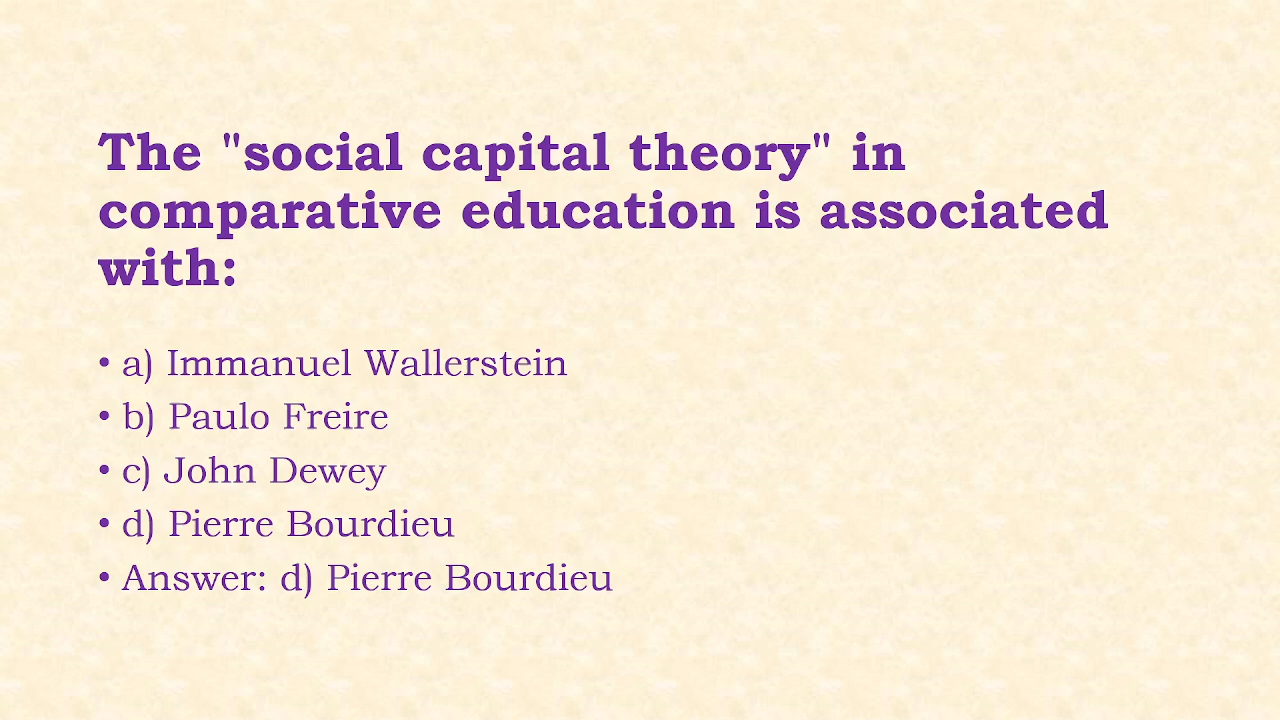 The "social capital theory" in
comparative education is associated
with:
• a) Immanuel Wallerstein
• b) Paulo Freire
• c) John Dewey
• d) Pierre Bourdieu
• Answer: d) Pierre Bourdieu